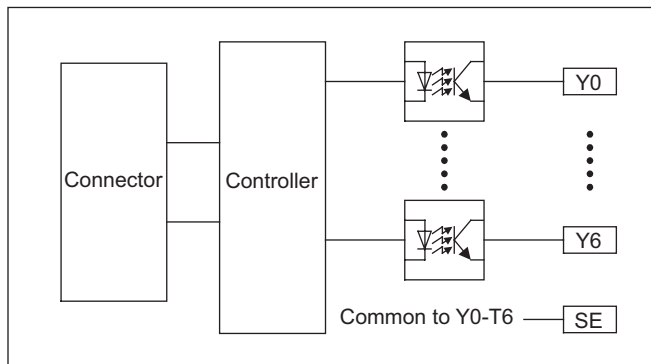 Y0
Connector
Controller
Y6
Common to Y0-T6
SE